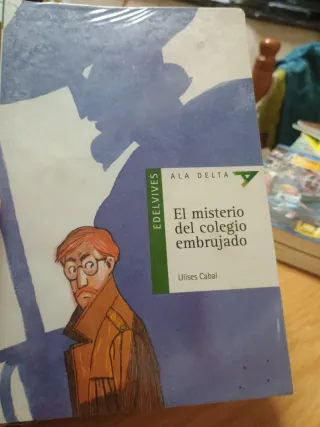 EDELVIVES
ALA DELTA
El misterio
del colegio
embrujado
Ulises Cabal